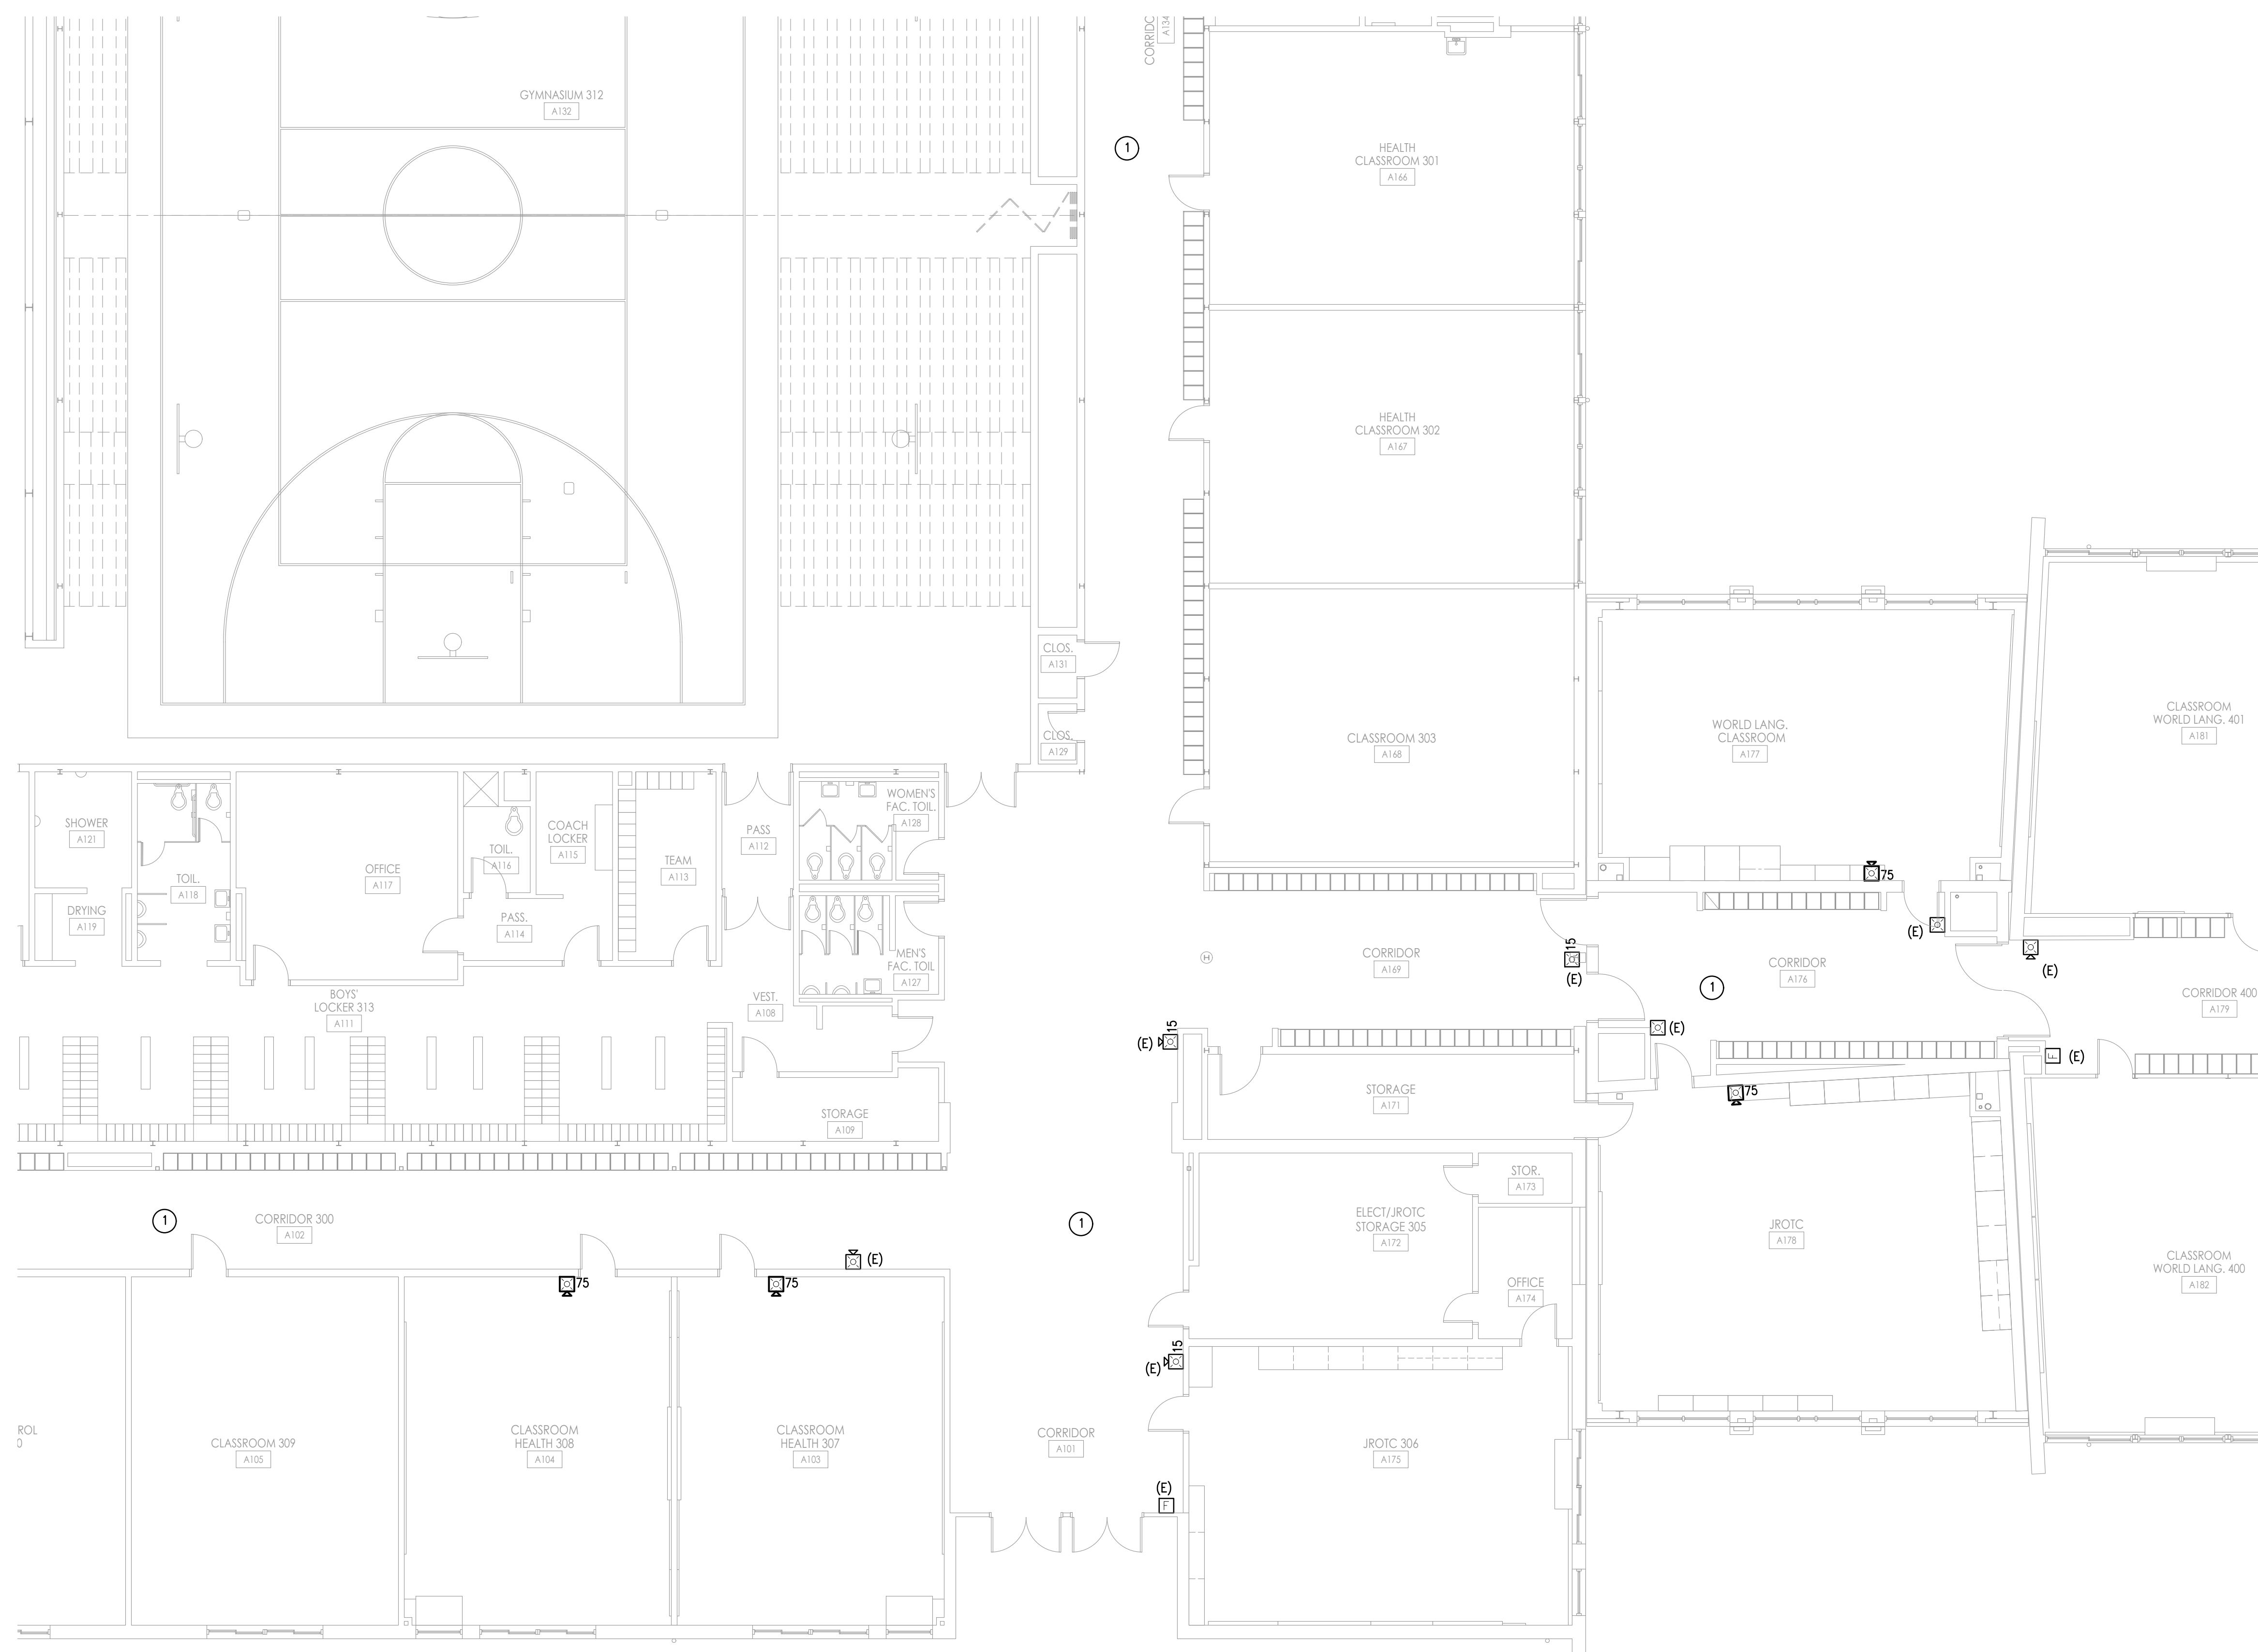 CORRIDO
A134
GYMNASIUM 312
A132
1
HEALTH
CLASSROOM 301
A166
HEALTH
CLASSROOM 302
A167
CLOS.
A131
CLOS.
A129
CLASSROOM 303
A168
WORLD LANG.
CLASSROOM
A177
CLASSROOM
WORLD LANG. 401
A181
SHOWER
A121
TOIL.
A118
DRYING
A119
OFFICE
A117
TOIL.
A116
PASS.
A114
COACH
LOCKER
A115
TEAM
A113
PASS
A112
WOMEN'S
FAC. TOIL.
A128
MEN'S
FAC. TOIL
A127
75
(E)
(E)
15
(E)
CORRIDOR
A169
CORRIDOR
A176
1
CORRIDOR 400
A179
BOYS'
LOCKER 313
A111
VEST.
A108
15
(E)
(E)
F
(E)
75
STORAGE
A109
STORAGE
A171
STOR.
A173
ELECT/JROTC
STORAGE 305
A172
JROTC
A178
1
CORRIDOR 300
A102
1
(E)
75
75
OFFICE
A174
CLASSROOM
WORLD LANG. 400
A182
15
(E)
ROL
0
CLASSROOM 309
A105
CLASSROOM
HEALTH 308
A104
CLASSROOM
HEALTH 307
A103
CORRIDOR
A101
JROTC 306
A175
(E)
F